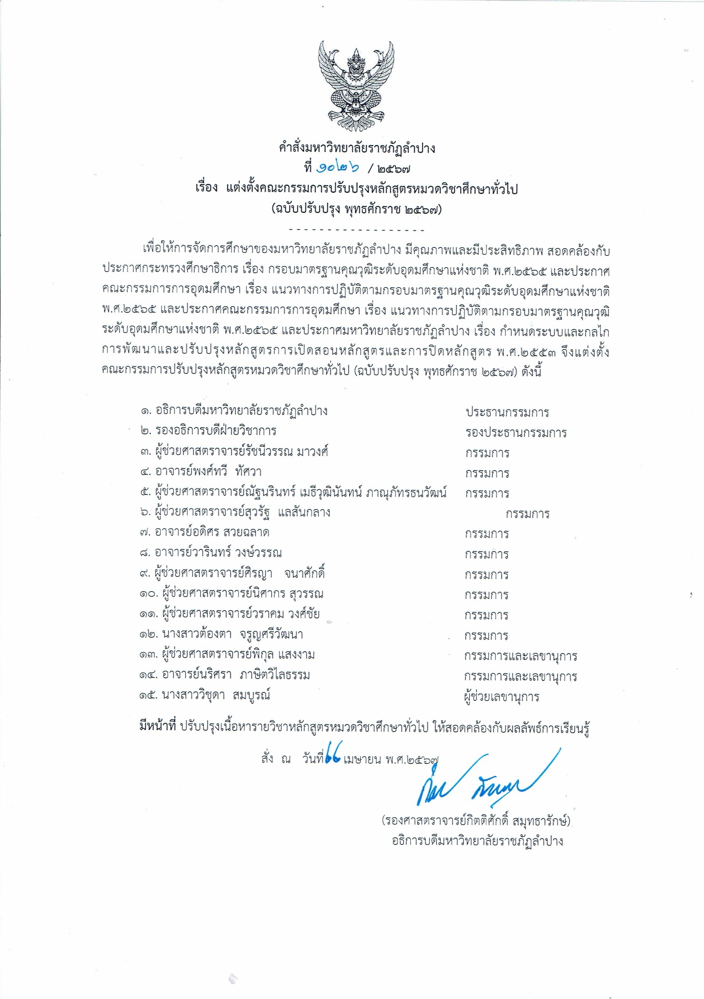 คำสั่งมหาวิทยาลัยราชภัฏลำปาง
ที่ ๑๐๒๖ / ๒๕๖๗
เรื่อง แต่งตั้งคณะกรรมการปรับปรุงหลักสูตรหมวดวิชาศึกษาทั่วไป
(ฉบับปรับปรุง พุทธศักราช ๒๕๖๗)
- - - - - - - - - - - - - - - - - -
เพื่อให้การจัดการศึกษาของมหาวิทยาลัยราชภัฏลำปาง มีคุณภาพและมีประสิทธิภาพ สอดคล้องกับ
ประกาศกระทรวงศึกษาธิการ เรื่อง กรอบมาตรฐานคุณวุฒิระดับอุดมศึกษาแห่งชาติ พ.ศ.๒๕๖๕ และประกาศ
คณะกรรมการการอุดมศึกษา เรื่อง แนวทางการปฏิบัติตามกรอบมาตรฐานคุณวุฒิระดับอุดมศึกษาแห่งชาติ
พ.ศ.๒๕๖๕ และประกาศคณะกรรมการการอุดมศึกษา เรื่อง แนวทางการปฏิบัติตามกรอบมาตรฐานคุณวุฒิ
ระดับอุดมศึกษาแห่งชาติ พ.ศ.๒๕๖๕ และประกาศมหาวิทยาลัยราชภัฏลำปาง เรื่อง กำหนดระบบและกลไก
การพัฒนาและปรับปรุงหลักสูตรการเปิดสอนหลักสูตรและการปิดหลักสูตร พ.ศ.๒๕๕๓ จึงแต่งตั้ง
คณะกรรมการปรับปรุงหลักสูตรหมวดวิชาศึกษาทั่วไป (ฉบับปรับปรุง พุทธศักราช ๒๕๖๗) ดังนี้
๑. อธิการบดีมหาวิทยาลัยราชภัฏลำปาง ประธานกรรมการ
๒. รองอธิการบดีฝ่ายวิชาการ รองประธานกรรมการ
๓. ผู้ช่วยศาสตราจารย์รัชนีวรรณ มาวงศ์ กรรมการ
๔. อาจารย์พงศ์ทวี ทัศวา กรรมการ
๕. ผู้ช่วยศาสตราจารย์ณัฐนรินทร์ เมธีวุฒินันทน์ ภาณุภัทรธนวัฒน์ กรรมการ
๖. ผู้ช่วยศาสตราจารย์สุวรัฐ แลสันกลาง กรรมการ
๗. อาจารย์อดิศร สวยฉลาด กรรมการ
๘. อาจารย์วารินทร์ วงษ์วรรณ กรรมการ
๙. ผู้ช่วยศาสตราจารย์ศิรญา จนาศักดิ์ กรรมการ
๑๐. ผู้ช่วยศาสตราจารย์นิศากร สุวรรณ กรรมการ
๑๑. ผู้ช่วยศาสตราจารย์วราคม วงศ์ชัย กรรมการ
๑๒. นางสาวต้องตา จรูญศรีวัฒนา กรรมการ
๑๓. ผู้ช่วยศาสตราจารย์พิกุล แสงงาม กรรมการและเลขานุการ
๑๔. อาจารย์นริศรา ภาษิตวิไลธรรม กรรมการและเลขานุการ
๑๕. นางสาววิชุดา สมบูรณ์ ผู้ช่วยเลขานุการ
มีหน้าที่ ปรับปรุงเนื้อหารายวิชาหลักสูตรหมวดวิชาศึกษาทั่วไป ให้สอดคล้องกับผลลัพธ์การเรียนรู้
สั่ง ณ วันที่ เมษายน พ.ศ.๒๕๖๗
(รองศาสตราจารย์กิตติศักดิ์ สมุทธารักษ์)
อธิการบดีมหาวิทยาลัยราชภัฏลำปาง